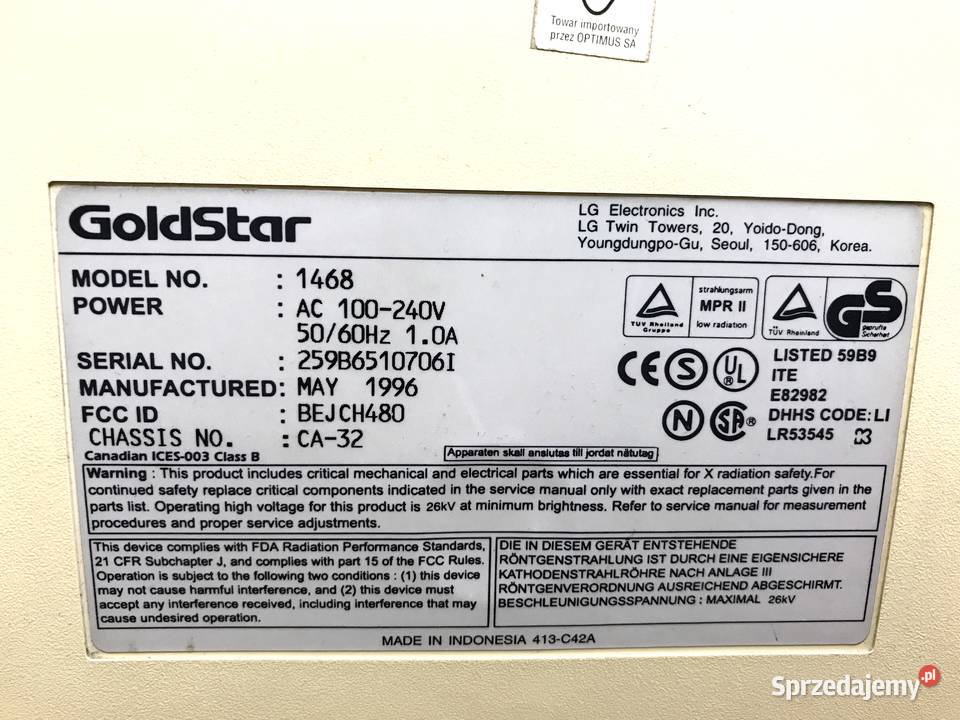 Towar importowany
przez OPTIMUS SA
GoldStar
LG Electronics Inc.
LG Twin Towers, 20, Yoido-Dong,
Youngdungpo-Gu, Seoul, 150-606, Korea.
MODEL NO. : 1468
POWER : AC 100-240V
50/60Hz 1.0A
SERIAL NO. : 259B6510706I
MANUFACTURED: MAY 1996
FCC ID : BEJCH480
CHASSIS NO. : CA-32
Canadian ICES-003 Class B
TÜV Rheinland
Gruppe
strahlungsarm
MPR II
low radiation
TÜV Rheinland
GS
geprüfte
Sicherheit
CE S UL
N SA
LISTED 59B9
ITE
E82982
DHHS CODE: LI
LR53545
Apparaten skall anslutas till jordat nätutag
Warning : This product includes critical mechanical and electrical parts which are essential for X radiation safety.For
continued safety replace critical components indicated in the service manual only with exact replacement parts given in the
parts list. Operating high voltage for this product is 26kV at minimum brightness. Refer to service manual for measurement
procedures and proper service adjustments.
This device complies with FDA Radiation Performance Standards,
21 CFR Subchapter J, and complies with part 15 of the FCC Rules.
Operation is subject to the following two conditions : (1) this device
may not cause harmful interference, and (2) this device must
accept any interference received, including interference that may
cause undesired operation.
DIE IN DIESEM GERÄT ENTSTEHENDE
RÖNTGENSTRAHLUNG IST DURCH EINE EIGENSICHERE
KATHODENSTRAHLRÖHRE NACH ANLAGE III
RÖNTGENVERORDNUNG AUSREICHEND ABGESCHIRMT.
BESCHLEUNIGUNGSSPANNUNG : MAXIMAL 26kV
MADE IN INDONESIA 413-C42A
Sprzedajemy.pl